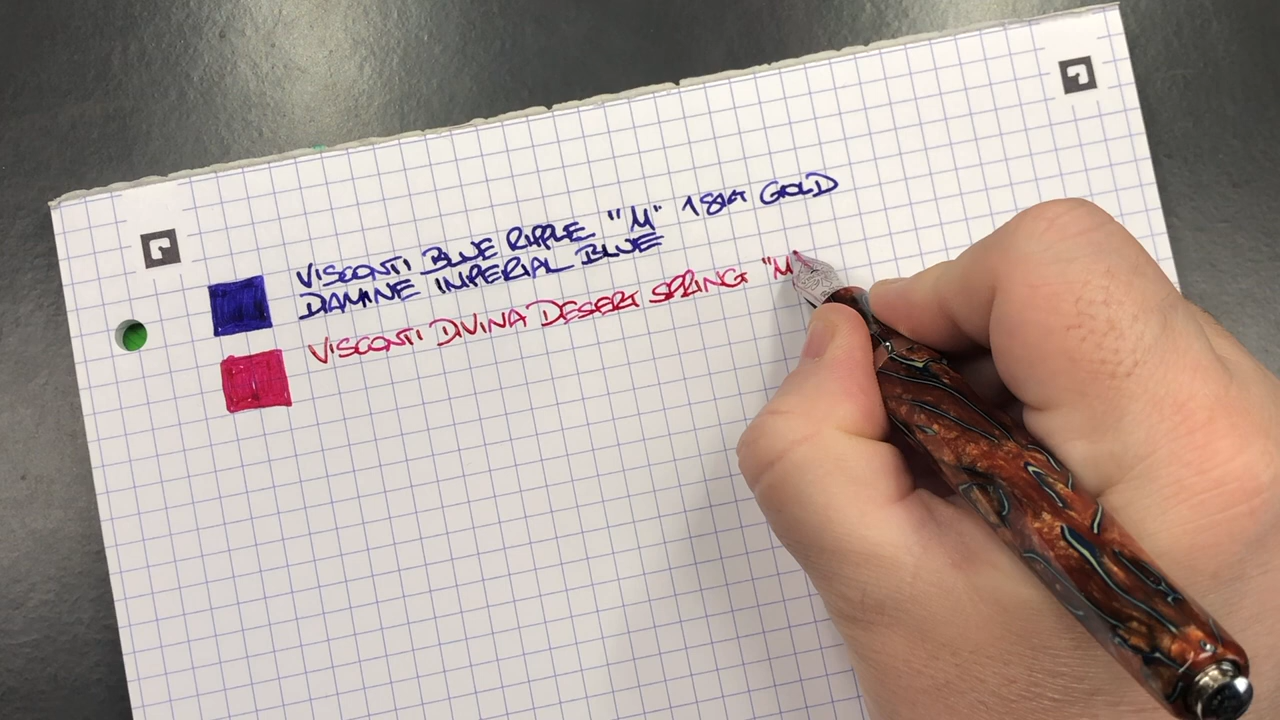 VISCONTI BLUE RIPPLE "M" 18KT GOLD
DIAMINE IMPERIAL BLUE
VISCONTI DIVINA DESERT SPRING "M"